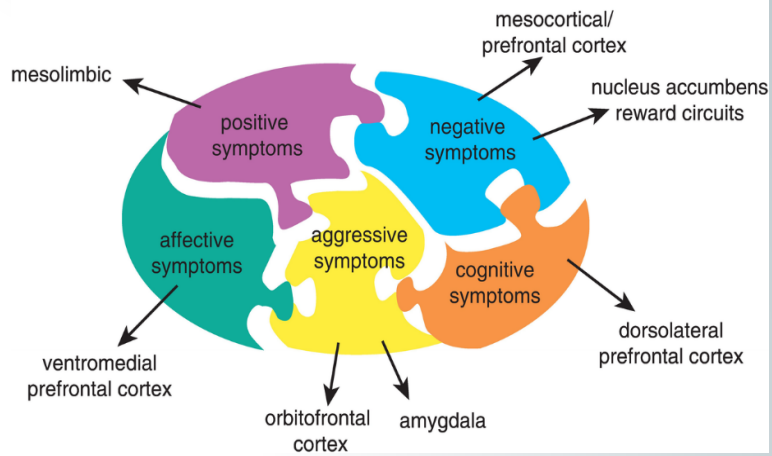 mesocortical/
prefrontal cortex
mesolimbic
nucleus accumbens
reward circuits
positive
symptoms
negative
symptoms
affective
symptoms
aggressive
symptoms
cognitive
symptoms
dorsolateral
prefrontal cortex
ventromedial
prefrontal cortex
orbitofrontal
cortex
amygdala